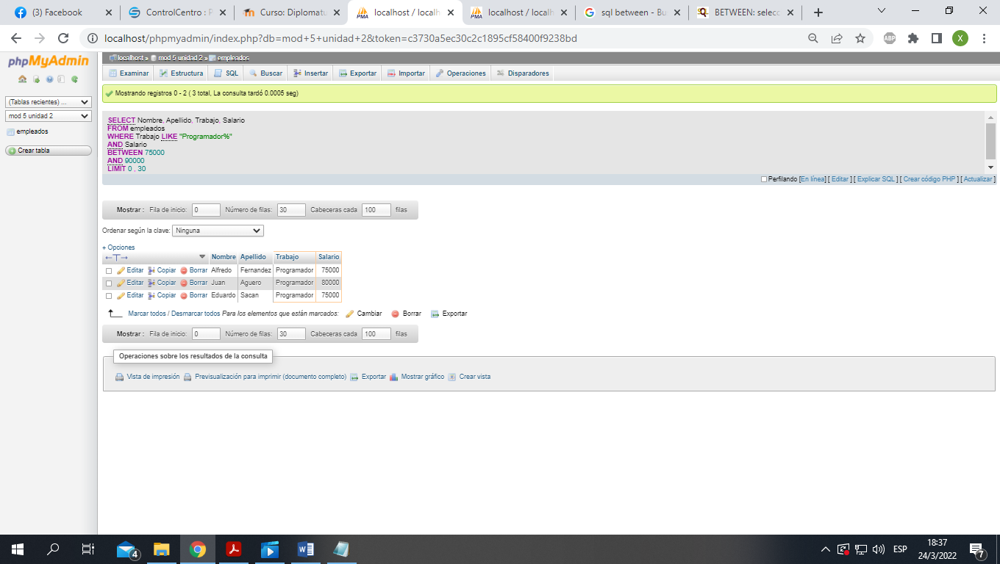 (3) Facebook
ControlCentro : P
Curso: Diplomatu
localhost / localh
localhost / localh
sql between - Bu
BETWEEN: selecc
localhost/phpmyadmin/index.php?db=mod+5+unidad+2&token=c3730a5ec30c2c1895cf58400f9238bd
ABP
X
phpMyAdmin
(Tablas recientes) ...
mod 5 unidad 2
empleados
Crear tabla
localhost » mod 5 unidad 2 » empleados
Examinar Estructura SQL Buscar Insertar Exportar Importar Operaciones Disparadores
Mostrando registros 0 - 2 ( 3 total, La consulta tardó 0.0005 seg)
SELECT Nombre, Apellido, Trabajo, Salario
FROM empleados
WHERE Trabajo LIKE "Programador%"
AND Salario
BETWEEN 75000
AND 90000
LIMIT 0 , 30
Perfilando [En línea] [ Editar ] [ Explicar SQL ] [ Crear código PHP ] [ Actualizar ]
Mostrar : Fila de inicio: 0 Número de filas: 30 Cabeceras cada 100 filas
Ordenar según la clave: Ninguna
+ Opciones
←T→ Nombre Apellido Trabajo Salario
Editar Copiar Borrar Alfredo Fernandez Programador 75000
Editar Copiar Borrar Juan Aguero Programador 80000
Editar Copiar Borrar Eduardo Sacan Programador 75000
Marcar todos / Desmarcar todos Para los elementos que están marcados: Cambiar Borrar Exportar
Mostrar : Fila de inicio: 0 Número de filas: 30 Cabeceras cada 100 filas
Operaciones sobre los resultados de la consulta
Vista de impresión Previsualización para imprimir (documento completo) Exportar Mostrar gráfico Crear vista
4
ESP
18:37
24/3/2022
7